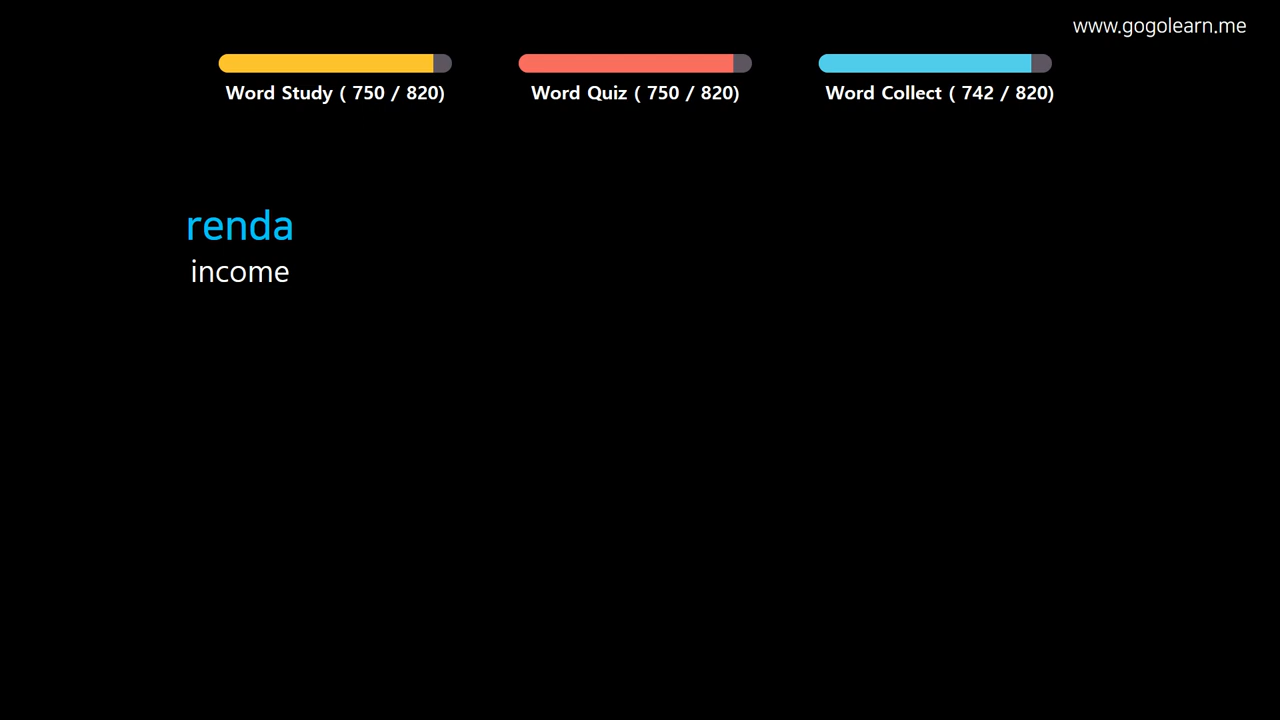 www.gogolearn.me
Word Study ( 750 / 820)
Word Quiz ( 750 / 820)
Word Collect ( 742 / 820)
renda
income